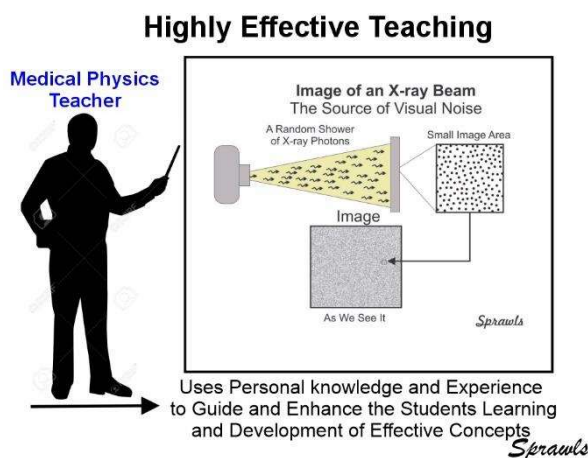 Highly Effective Teaching
Medical Physics
Teacher
Image of an X-ray Beam
The Source of Visual Noise
A Random Shower
of X-ray Photons
Small Image Area
Image
As We See It
Sprawls
Uses Personal knowledge and Experience
to Guide and Enhance the Students Learning
and Development of Effective Concepts
Sprawls